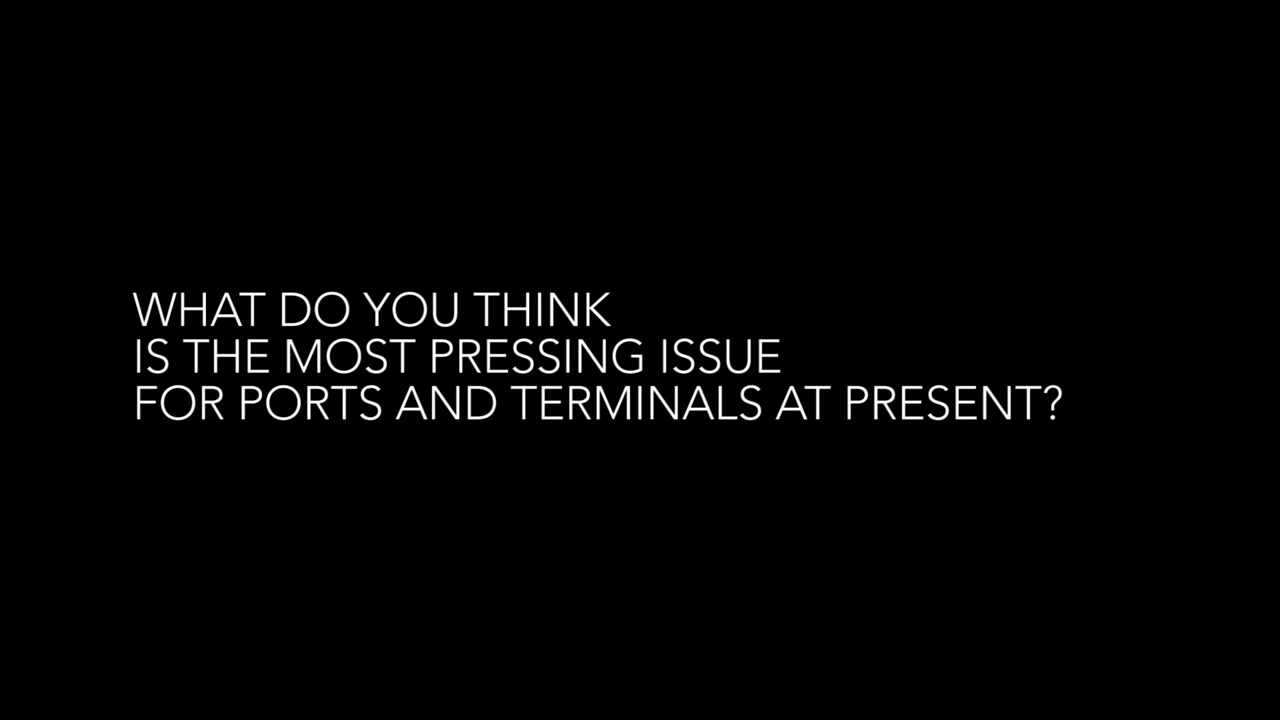 WHAT DO YOU THINK
IS THE MOST PRESSING ISSUE
FOR PORTS AND TERMINALS AT PRESENT?